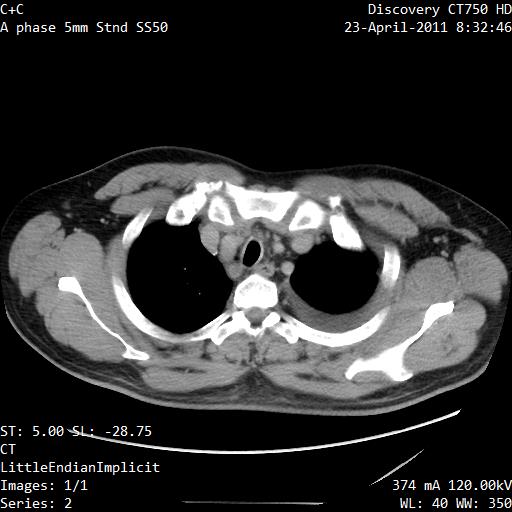 C+C
A phase 5mm Stnd SS50
Discovery CT750 HD
23-April-2011 8:32:46
ST: 5.00 SL: -28.75
CT
LittleEndianImplicit
Images: 1/1
Series: 2
374 mA 120.00kV
WL: 40 WW: 350